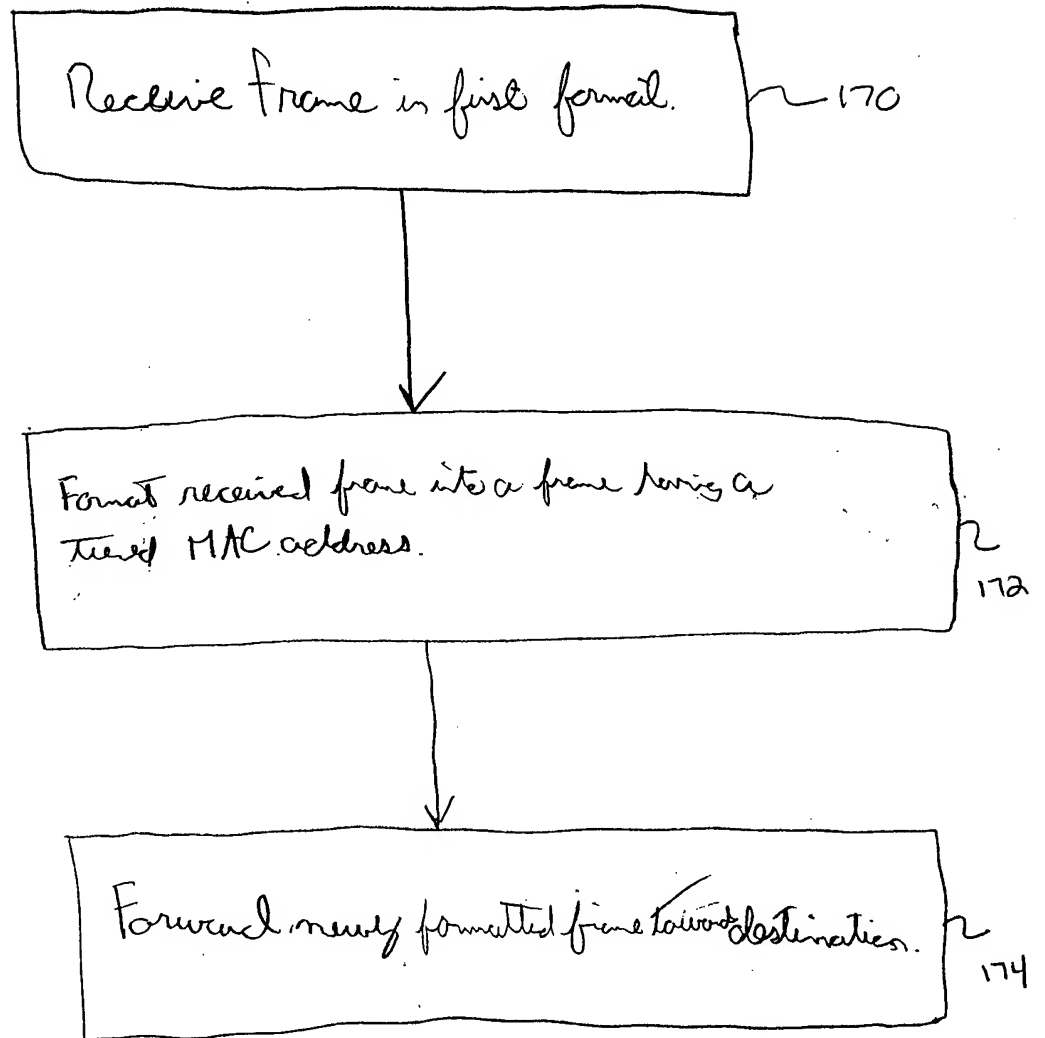 Receive Frame in first format.
170
Format received frame into a frame having a
tiered MAC address.
172
Forward newly formatted frame toward destination.
174